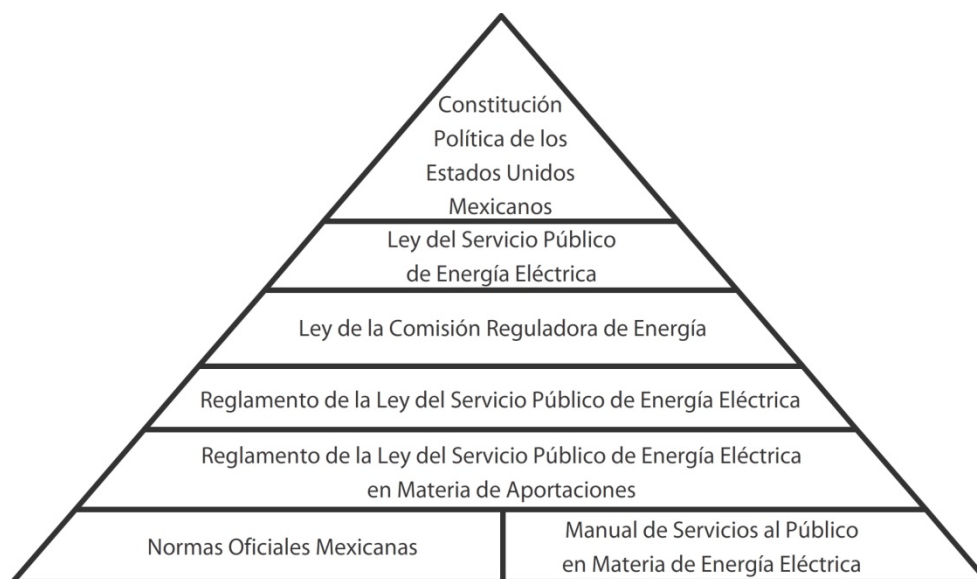 Constitución
Política de los
Estados Unidos
Mexicanos
Ley del Servicio Público
de Energía Eléctrica
Ley de la Comisión Reguladora de Energía
Reglamento de la Ley del Servicio Público de Energía Eléctrica
Reglamento de la Ley del Servicio Público de Energía Eléctrica
en Materia de Aportaciones
Normas Oficiales Mexicanas
Manual de Servicios al Público
en Materia de Energía Eléctrica